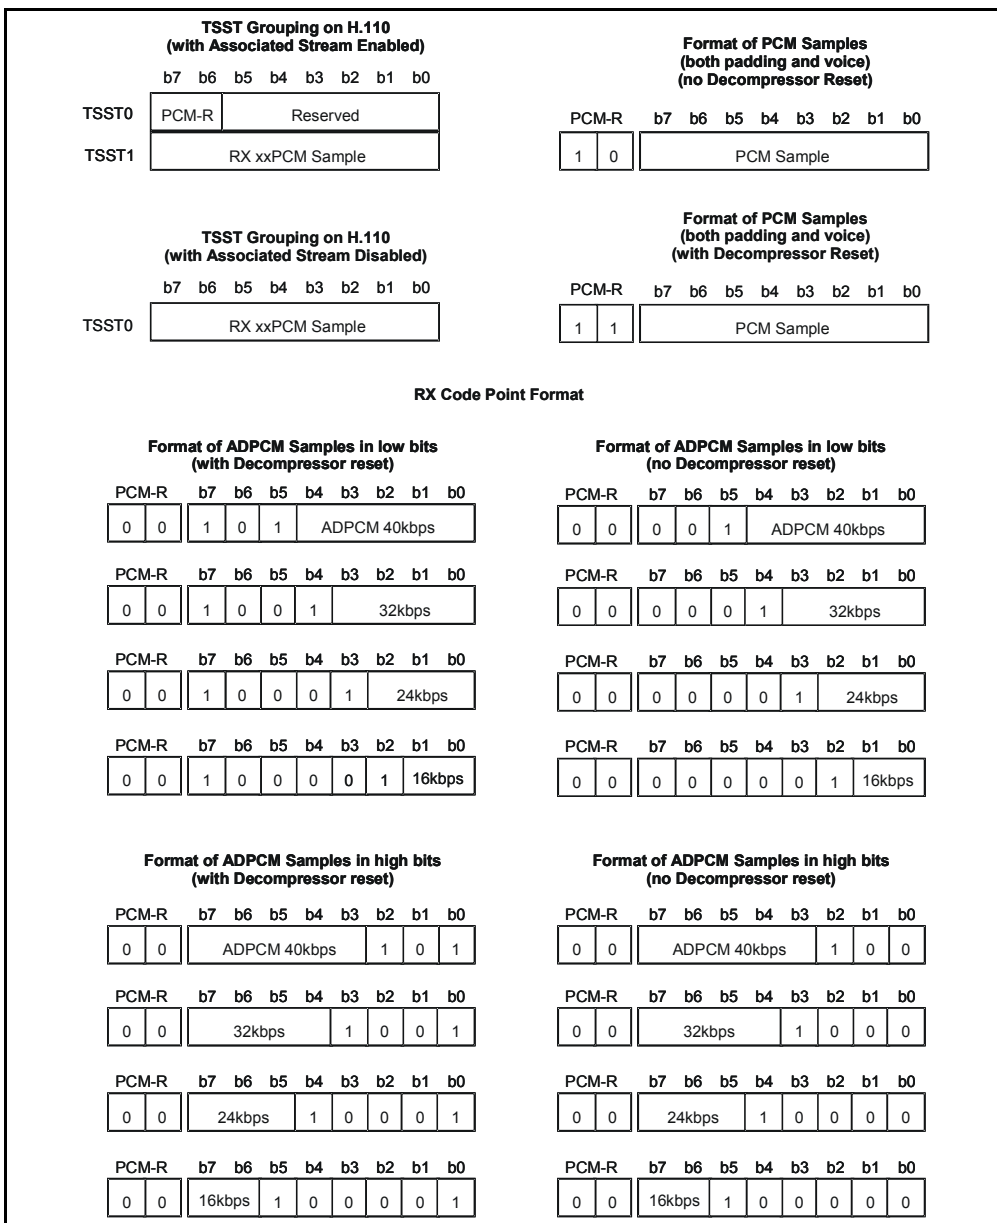 TSST Grouping on H.110
(with Associated Stream Enabled)
b7 b6 b5 b4 b3 b2 b1 b0
TSST0 PCM-R Reserved
TSST1 RX xxPCM Sample
Format of PCM Samples
(both padding and voice)
(no Decompressor Reset)
PCM-R b7 b6 b5 b4 b3 b2 b1 b0
1 0 PCM Sample
TSST Grouping on H.110
(with Associated Stream Disabled)
b7 b6 b5 b4 b3 b2 b1 b0
TSST0 RX xxPCM Sample
Format of PCM Samples
(both padding and voice)
(with Decompressor Reset)
PCM-R b7 b6 b5 b4 b3 b2 b1 b0
1 1 PCM Sample
RX Code Point Format
Format of ADPCM Samples in low bits
(with Decompressor reset)
PCM-R b7 b6 b5 b4 b3 b2 b1 b0
0 0 1 0 1 ADPCM 40kbps
PCM-R b7 b6 b5 b4 b3 b2 b1 b0
0 0 1 0 0 1 32kbps
PCM-R b7 b6 b5 b4 b3 b2 b1 b0
0 0 1 0 0 0 1 24kbps
PCM-R b7 b6 b5 b4 b3 b2 b1 b0
0 0 1 0 0 0 0 1 16kbps
Format of ADPCM Samples in low bits
(no Decompressor reset)
PCM-R b7 b6 b5 b4 b3 b2 b1 b0
0 0 0 0 1 ADPCM 40kbps
PCM-R b7 b6 b5 b4 b3 b2 b1 b0
0 0 0 0 0 1 32kbps
PCM-R b7 b6 b5 b4 b3 b2 b1 b0
0 0 0 0 0 0 1 24kbps
PCM-R b7 b6 b5 b4 b3 b2 b1 b0
0 0 0 0 0 0 0 1 16kbps
Format of ADPCM Samples in high bits
(with Decompressor reset)
PCM-R b7 b6 b5 b4 b3 b2 b1 b0
0 0 ADPCM 40kbps 1 0 1
PCM-R b7 b6 b5 b4 b3 b2 b1 b0
0 0 32kbps 1 0 0 1
PCM-R b7 b6 b5 b4 b3 b2 b1 b0
0 0 24kbps 1 0 0 0 1
PCM-R b7 b6 b5 b4 b3 b2 b1 b0
0 0 16kbps 1 0 0 0 0 1
Format of ADPCM Samples in high bits
(no Decompressor reset)
PCM-R b7 b6 b5 b4 b3 b2 b1 b0
0 0 ADPCM 40kbps 1 0 0
PCM-R b7 b6 b5 b4 b3 b2 b1 b0
0 0 32kbps 1 0 0 0
PCM-R b7 b6 b5 b4 b3 b2 b1 b0
0 0 24kbps 1 0 0 0 0
PCM-R b7 b6 b5 b4 b3 b2 b1 b0
0 0 16kbps 1 0 0 0 0 0